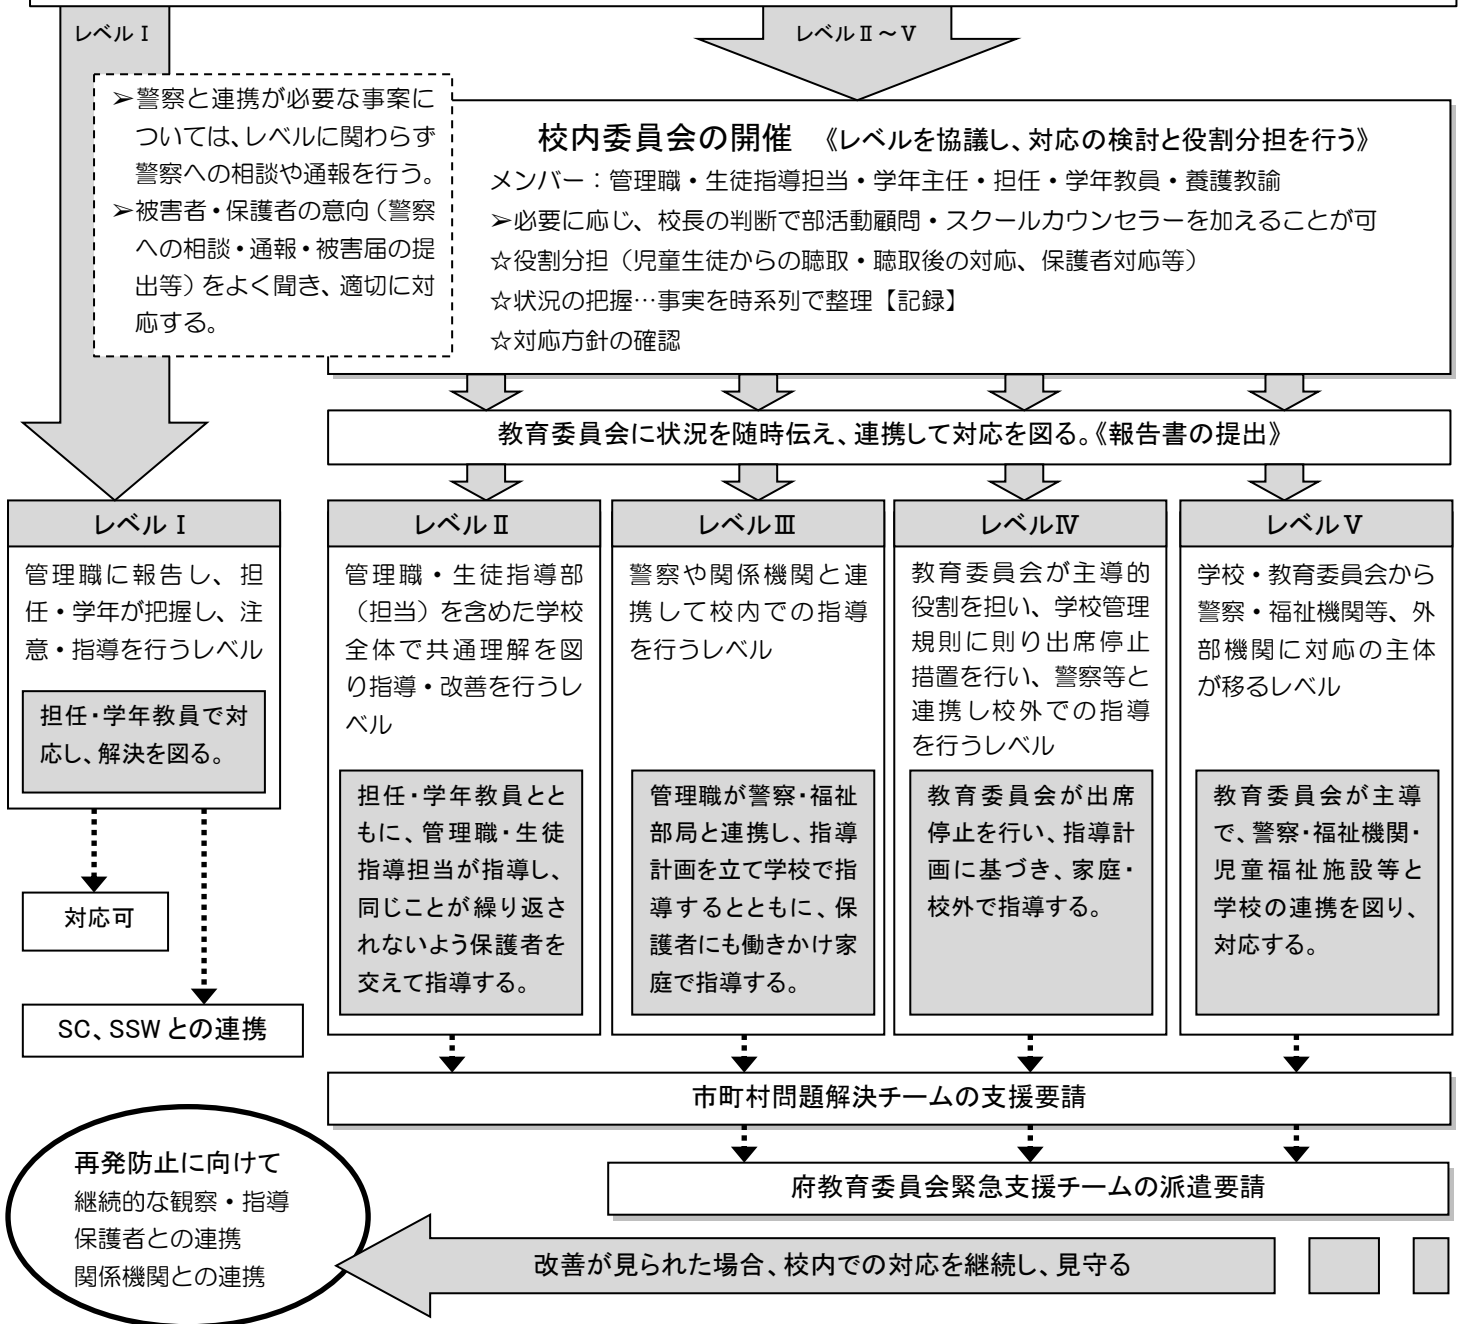 レベルⅠ
レベルⅡ～Ⅴ
➢警察と連携が必要な事案に
ついては、レベルに関わらず
警察への相談や通報を行う。
➢被害者・保護者の意向（警察
への相談・通報・被害届の提
出等）をよく聞き、適切に対
応する。
校内委員会の開催　《レベルを協議し、対応の検討と役割分担を行う》
メンバー：管理職・生徒指導担当・学年主任・担任・学年教員・養護教諭
➢必要に応じ、校長の判断で部活動顧問・スクールカウンセラーを加えることが可
☆役割分担（児童生徒からの聴取・聴取後の対応、保護者対応等）
☆状況の把握…事実を時系列で整理【記録】
☆対応方針の確認
教育委員会に状況を随時伝え、連携して対応を図る。《報告書の提出》
レベルⅠ
管理職に報告し、担
任・学年が把握し、注
意・指導を行うレベル
担任・学年教員で対
応し、解決を図る。
対応可
SC、SSWとの連携
レベルⅡ
管理職・生徒指導部
（担当）を含めた学校
全体で共通理解を図
り指導・改善を行うレ
ベル
担任・学年教員とと
もに、管理職・生徒
指導担当が指導し、
同じことが繰り返さ
れないよう保護者を
交えて指導する。
レベルⅢ
警察や関係機関と連
携して校内での指導
を行うレベル
管理職が警察・福祉
部局と連携し、指導
計画を立て学校で指
導するとともに、保
護者にも働きかけ家
庭で指導する。
レベルⅣ
教育委員会が主導的
役割を担い、学校管理
規則に則り出席停止
措置を行い、警察等と
連携し校外での指導
を行うレベル
教育委員会が出席
停止を行い、指導計
画に基づき、家庭・
校外で指導する。
レベルⅤ
学校・教育委員会から
警察・福祉機関等、外
部機関に対応の主体
が移るレベル
教育委員会が主導
で、警察・福祉機関・
児童福祉施設等と
学校の連携を図り、
対応する。
市町村問題解決チームの支援要請
府教育委員会緊急支援チームの派遣要請
再発防止に向けて
継続的な観察・指導
保護者との連携
関係機関との連携
改善が見られた場合、校内での対応を継続し、見守る